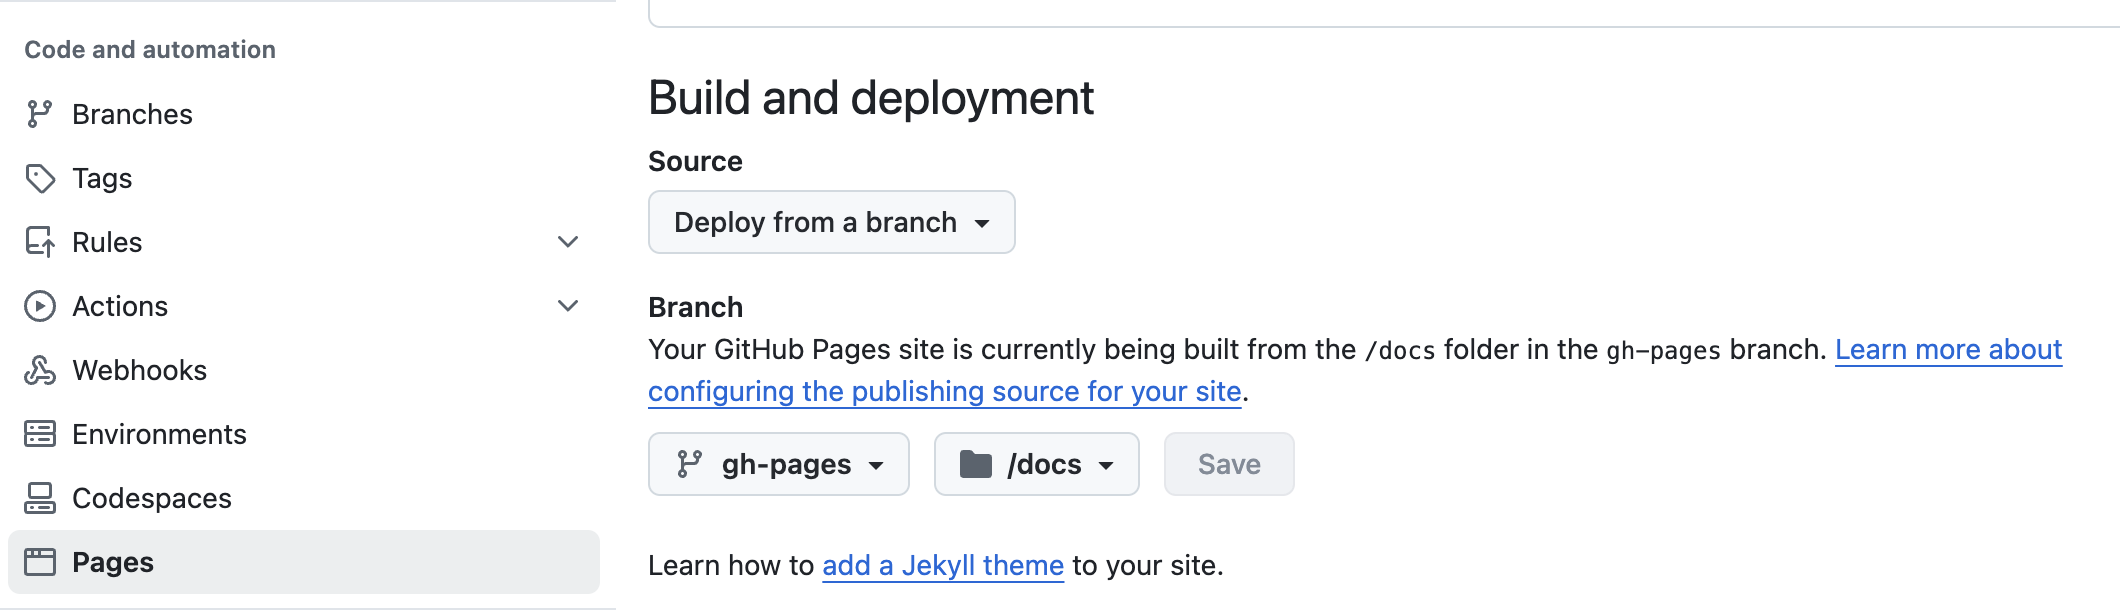 Code and automation
Branches
Tags
Rules
Actions
Webhooks
Environments
Codespaces
Pages
Build and deployment
Source
Deploy from a branch
Branch
Your GitHub Pages site is currently being built from the /docs folder in the gh-pages branch. Learn more about
configuring the publishing source for your site.
gh-pages /docs Save
Learn how to add a Jekyll theme to your site.